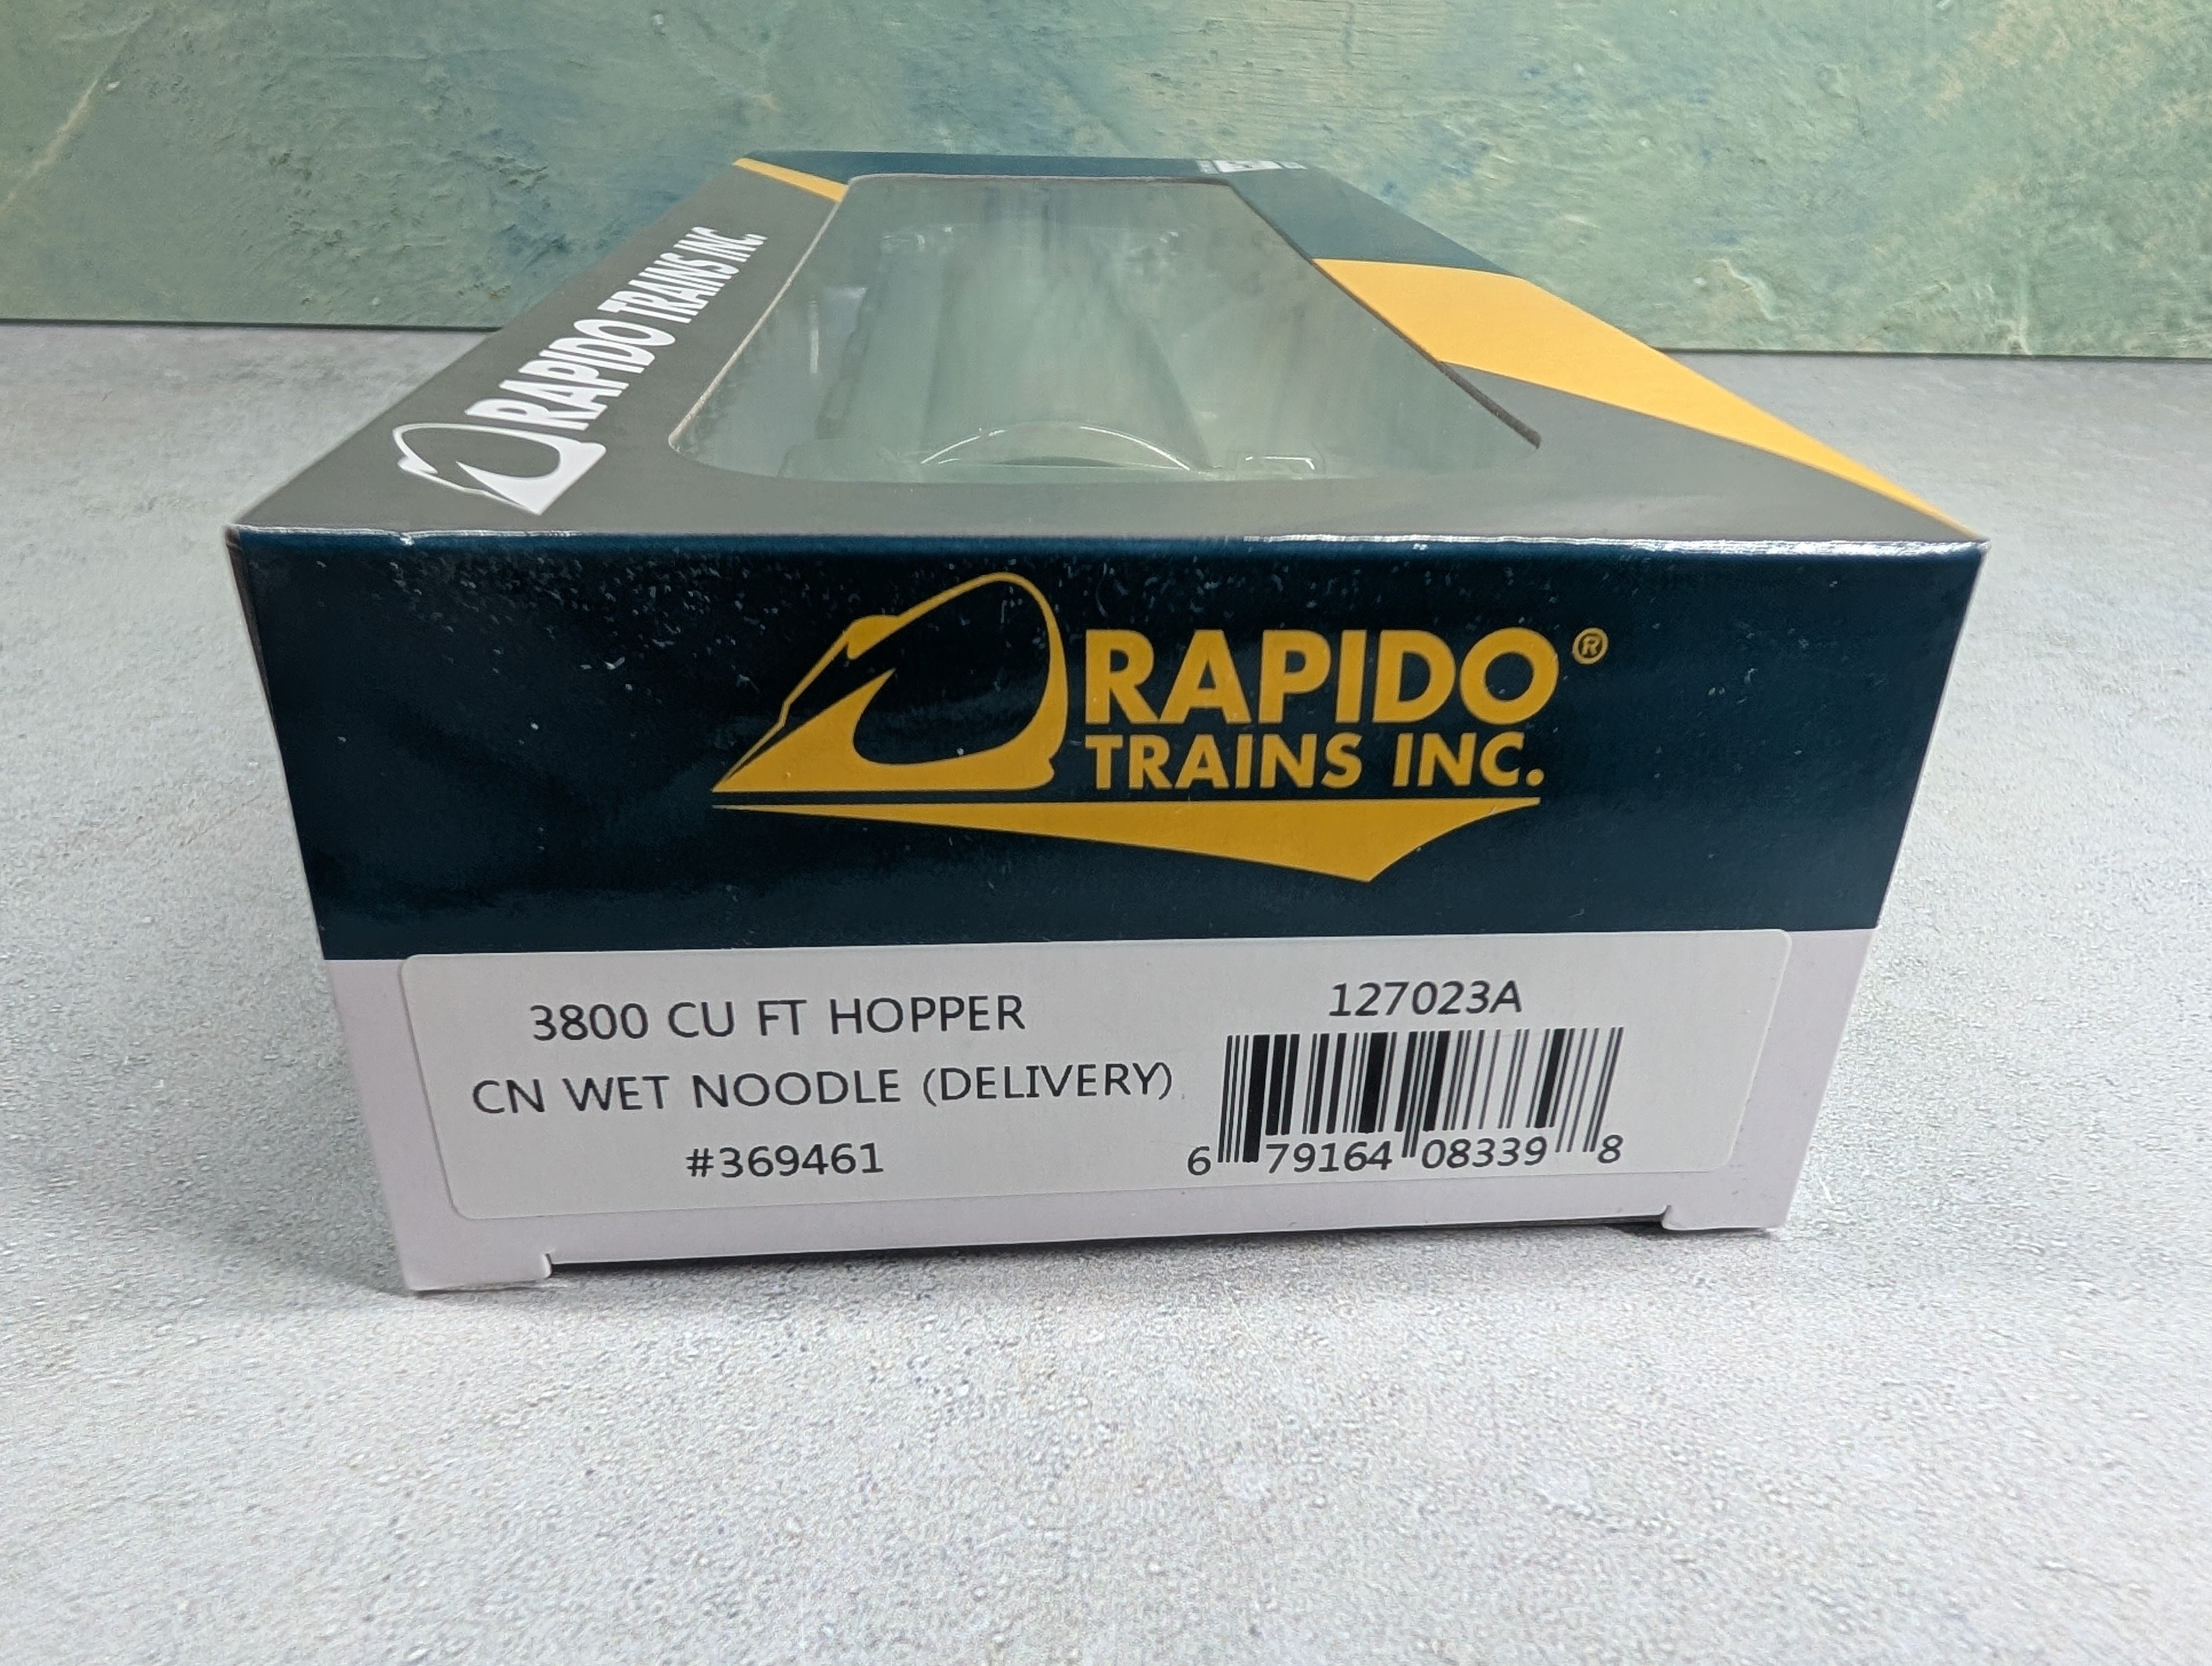 RAPIDO TRAINS INC.
RAPIDO®
TRAINS INC.
3800 CU FT HOPPER
CN WET NOODLE (DELIVERY)
#369461
127023A
6 79164 08339 8